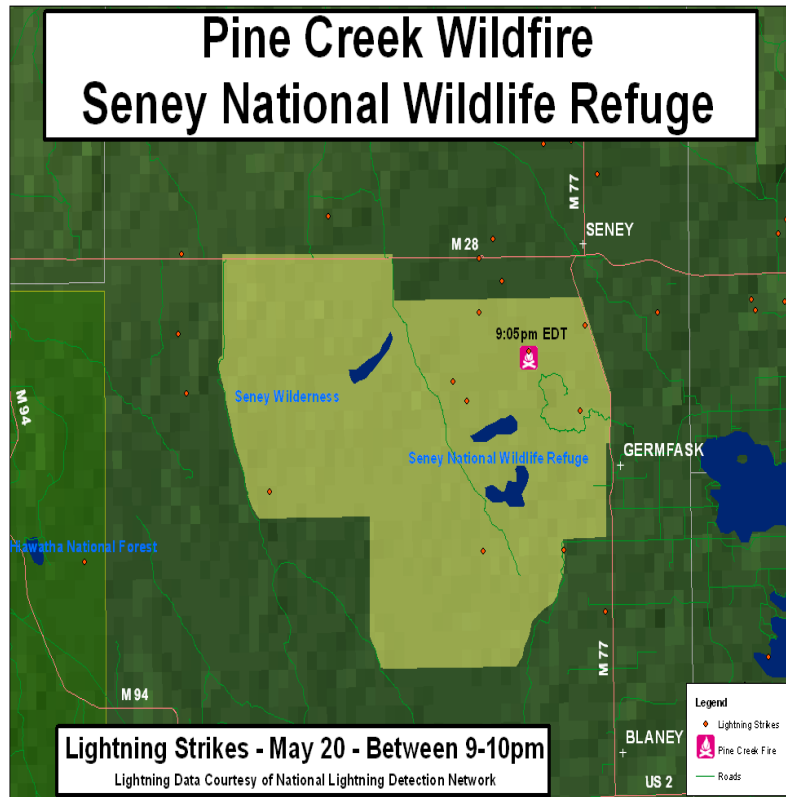 Pine Creek Wildfire
Seney National Wildlife Refuge
M 77
SENEY
M 28
9:05pm EDT
M 94
Seney Wilderness
GERMFASK
Seney National Wildlife Refuge
Hiawatha National Forest
M 77
M 94
Legend
Lightning Strikes
Pine Creek Fire
Roads
BLANEY
US 2
Lightning Strikes - May 20 - Between 9-10pm
Lightning Data Courtesy of National Lightning Detection Network